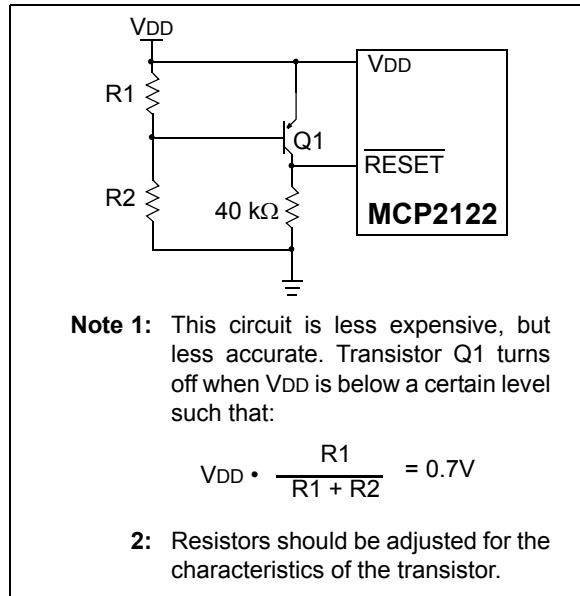 VDD
VDD
R1
Q1
RESET
R2
40 kΩ
MCP2122
Note 1: This circuit is less expensive, but
less accurate. Transistor Q1 turns
off when VDD is below a certain level
such that:
VDD • R1 / R1 + R2 = 0.7V
2: Resistors should be adjusted for the
characteristics of the transistor.